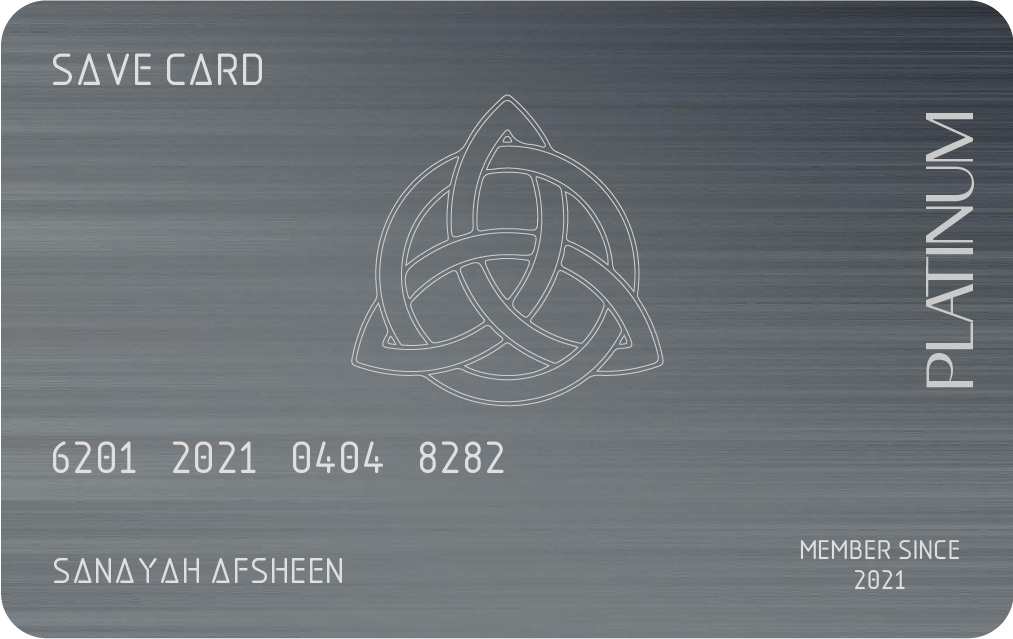 SAVE CARD
PLATINUM
6201 2021 0404 8282
SANAYAH AFSHEEN
MEMBER SINCE
2021